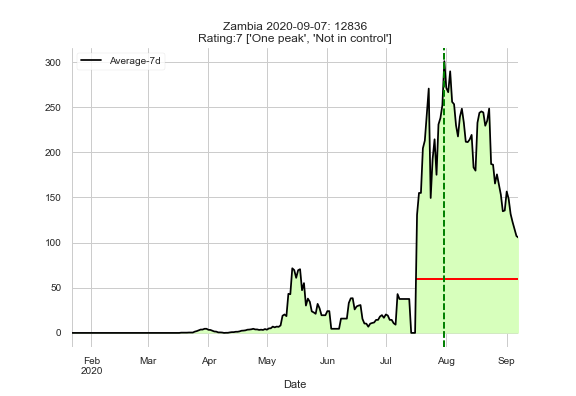 Zambia 2020-09-07: 12836
Rating:7 ['One peak', 'Not in control']
Average-7d
300
250
200
150
100
50
0
Feb Mar Apr May Jun Jul Aug Sep
2020
Date